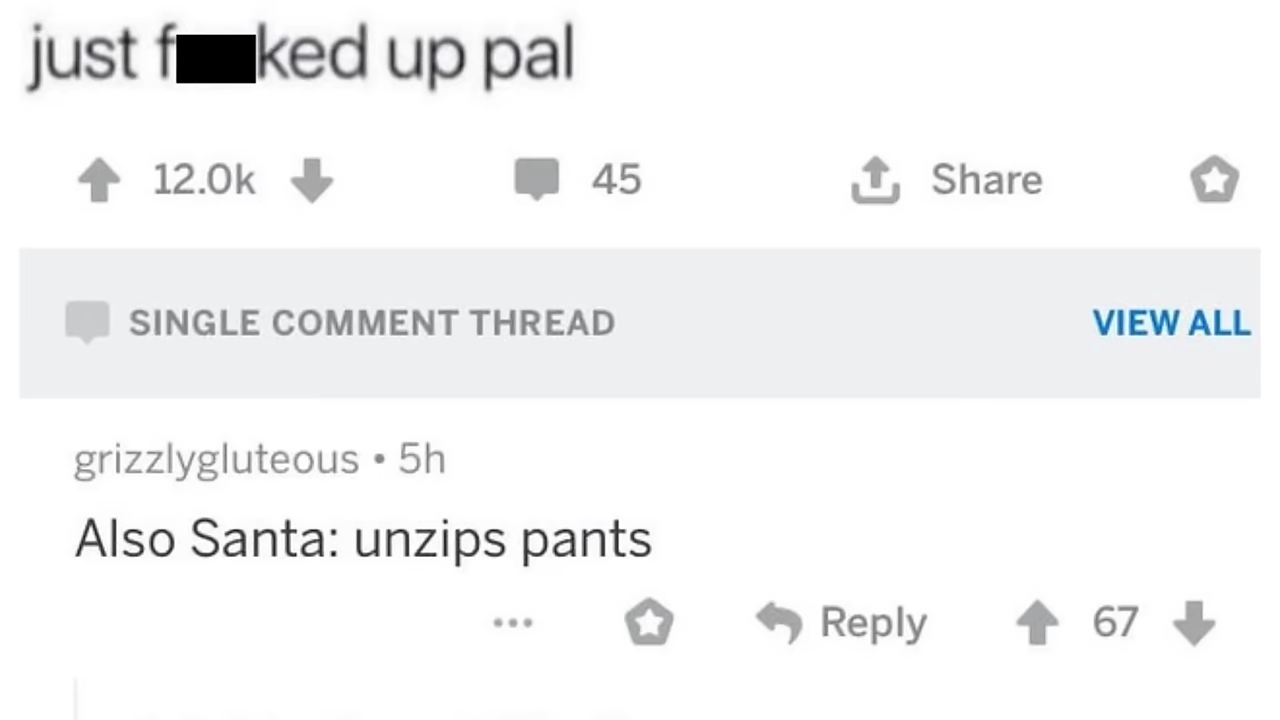 just f ked up pal
12.0k 45 Share
SINGLE COMMENT THREAD VIEW ALL
grizzlygluteous • 5h
Also Santa: unzips pants
... Reply 67